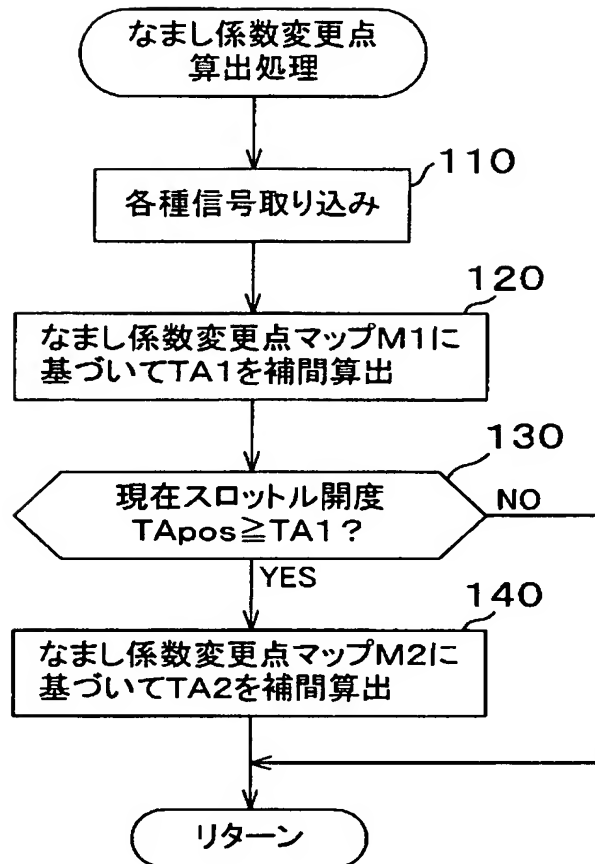 なまし係数変更点
算出処理
110
各種信号取り込み
120
なまし係数変更点マップM1に
基づいてTA1を補間算出
130
現在スロットル開度
TApos≧TA1?
NO
YES
140
なまし係数変更点マップM2に
基づいてTA2を補間算出
リターン